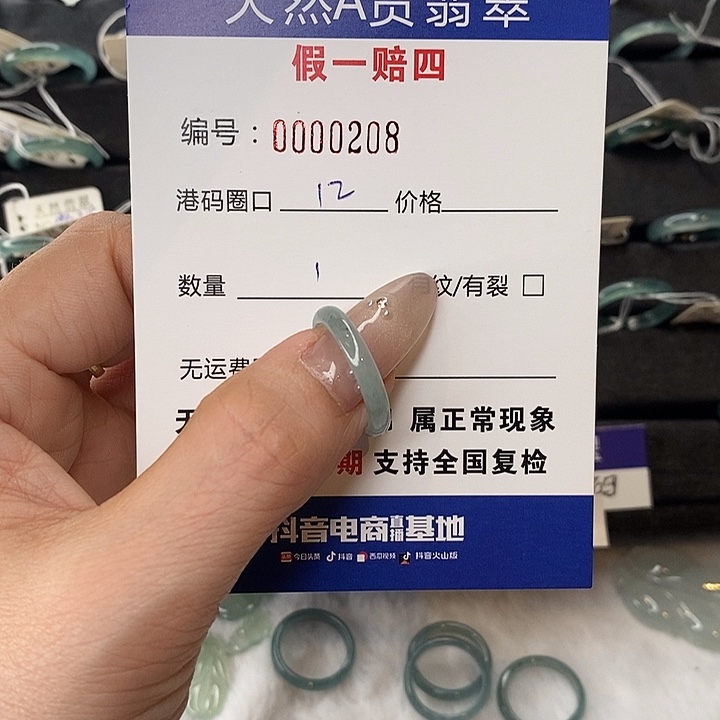 天然A货翡翠
假一赔四
编号：0000208
港码圈口 12 价格
数量 1 有纹/有裂 □
无运费
无 属正常现象
期 支持全国复检
抖音电商直播基地
今日头条 抖音 西瓜视频 抖音火山版